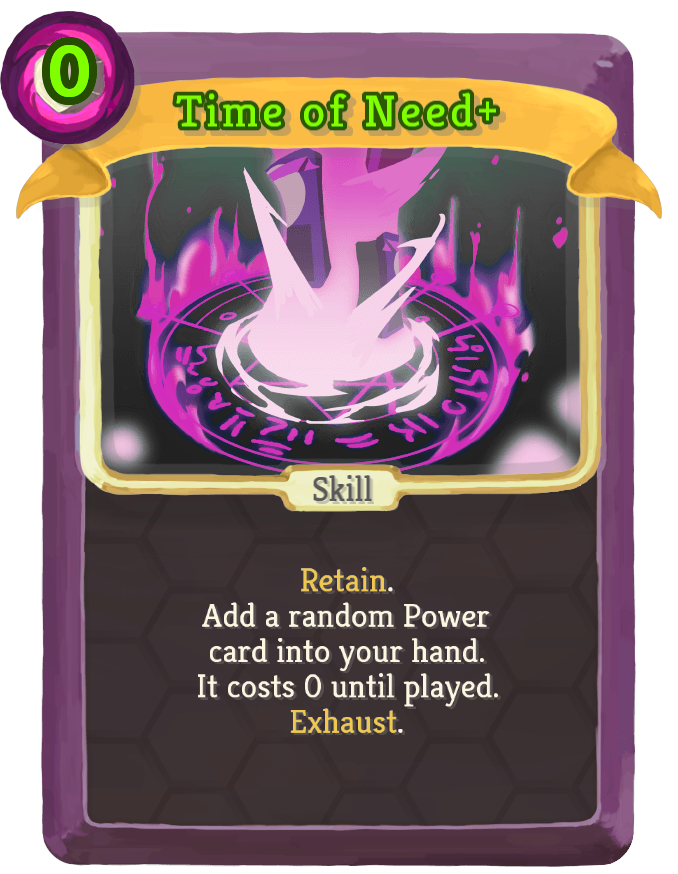 0
Time of Need+
Skill
Retain.
Add a random Power
card into your hand.
It costs 0 until played.
Exhaust.